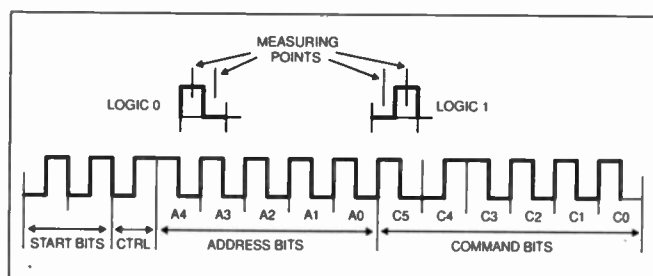 MEASURING
POINTS
LOGIC 0
LOGIC 1
A4 A3 A2 A1 A0 C5 C4 C3 C2 C1 C0
START BITS CTRL ADDRESS BITS COMMAND BITS